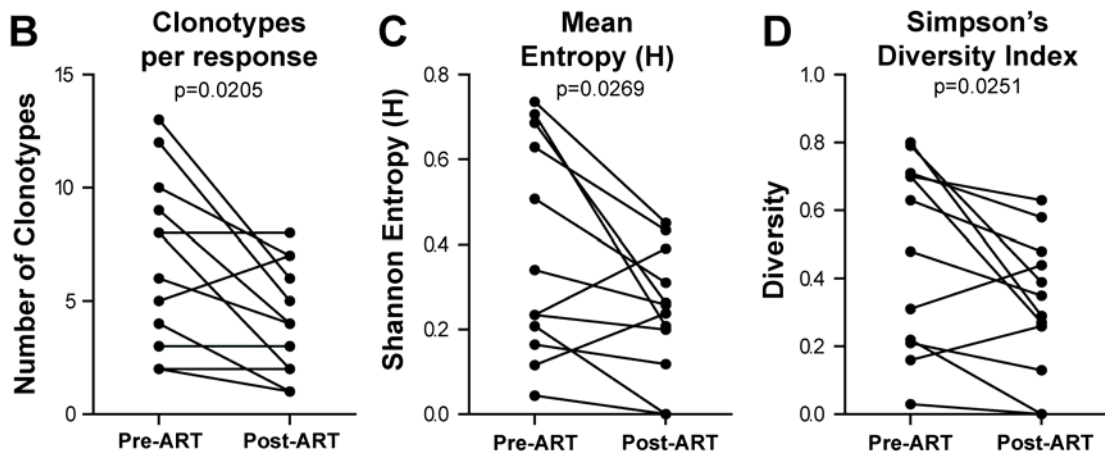 B
Clonotypes
per response
p=0.0205
Number of Clonotypes
15
10
5
0
Pre-ART
Post-ART
C
Mean
Entropy (H)
p=0.0269
Shannon Entropy (H)
0.8
0.6
0.4
0.2
0.0
Pre-ART
Post-ART
D
Simpson’s
Diversity Index
p=0.0251
Diversity
1.0
0.8
0.6
0.4
0.2
0.0
Pre-ART
Post-ART